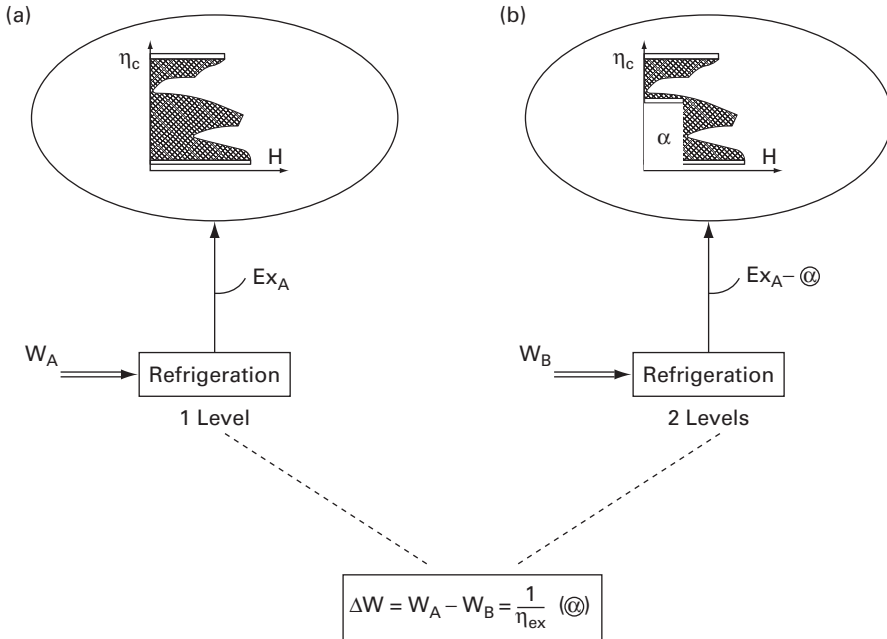 (a)
η_c
H
Ex_A
W_A
Refrigeration
1 Level
(b)
η_c
α
H
Ex_A – ⓐ
W_B
Refrigeration
2 Levels
ΔW = W_A – W_B = 1/η_ex (ⓐ)